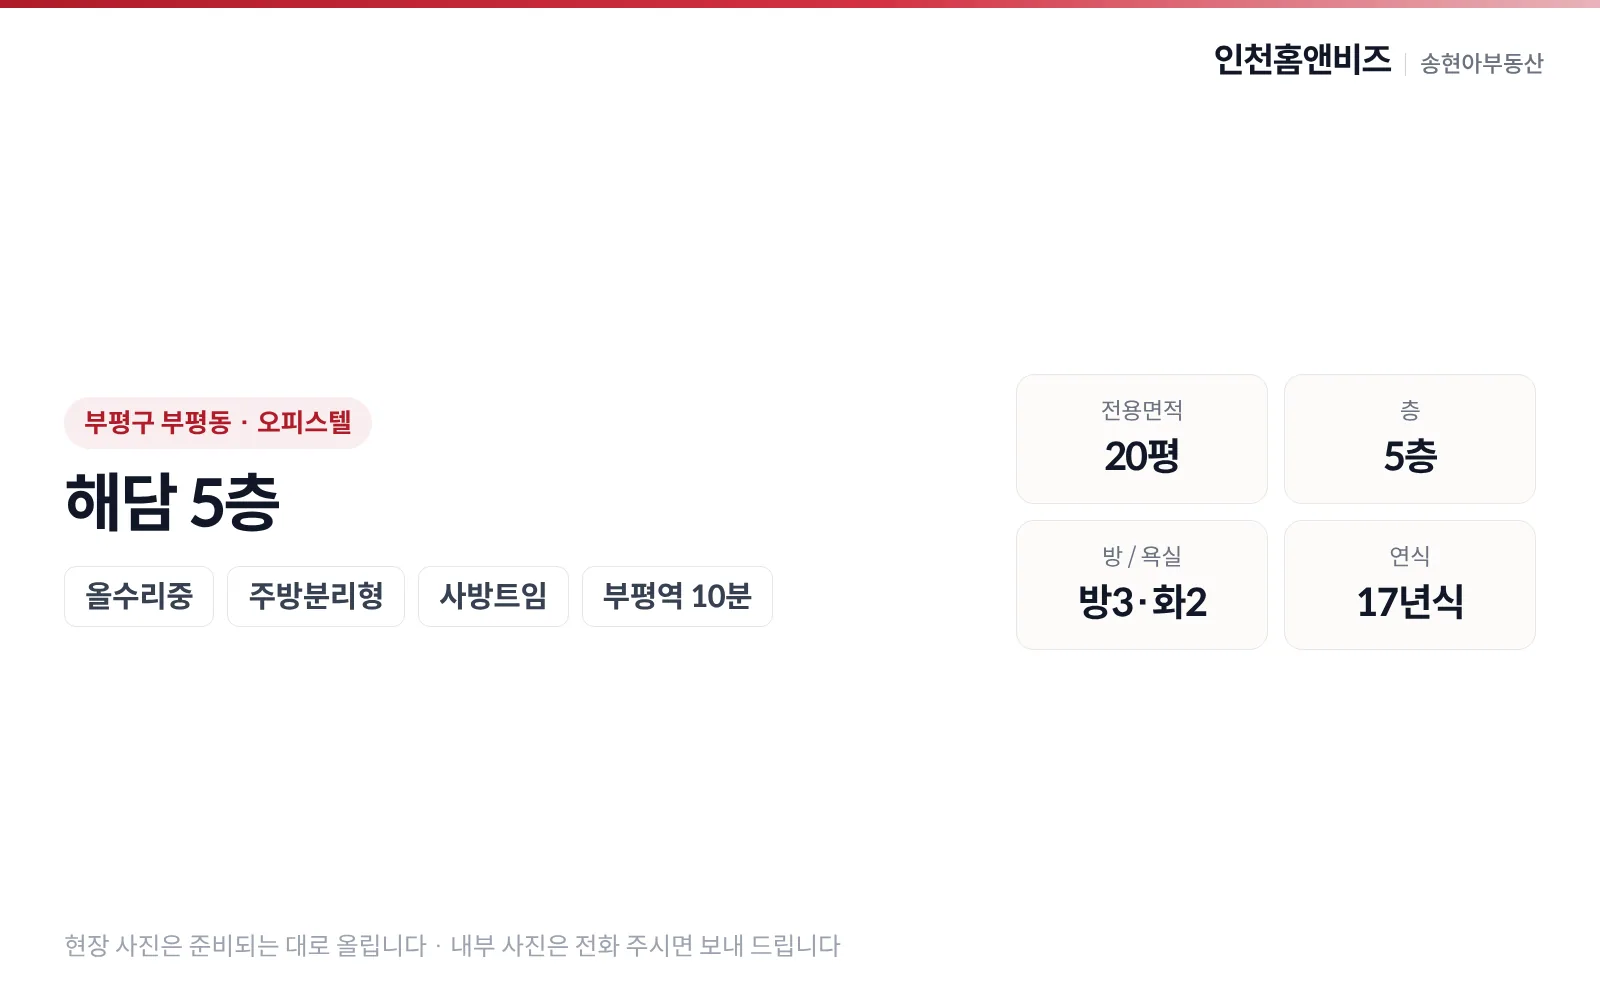 인천홈앤비즈 송현아부동산
부평구 부평동 · 오피스텔
해담 5층
올수리중 주방분리형 사방트임 부평역 10분
전용면적 층
20평 5층
방 / 욕실 연식
방3·화2 17년식
현장 사진은 준비되는 대로 올립니다 · 내부 사진은 전화 주시면 보내 드립니다